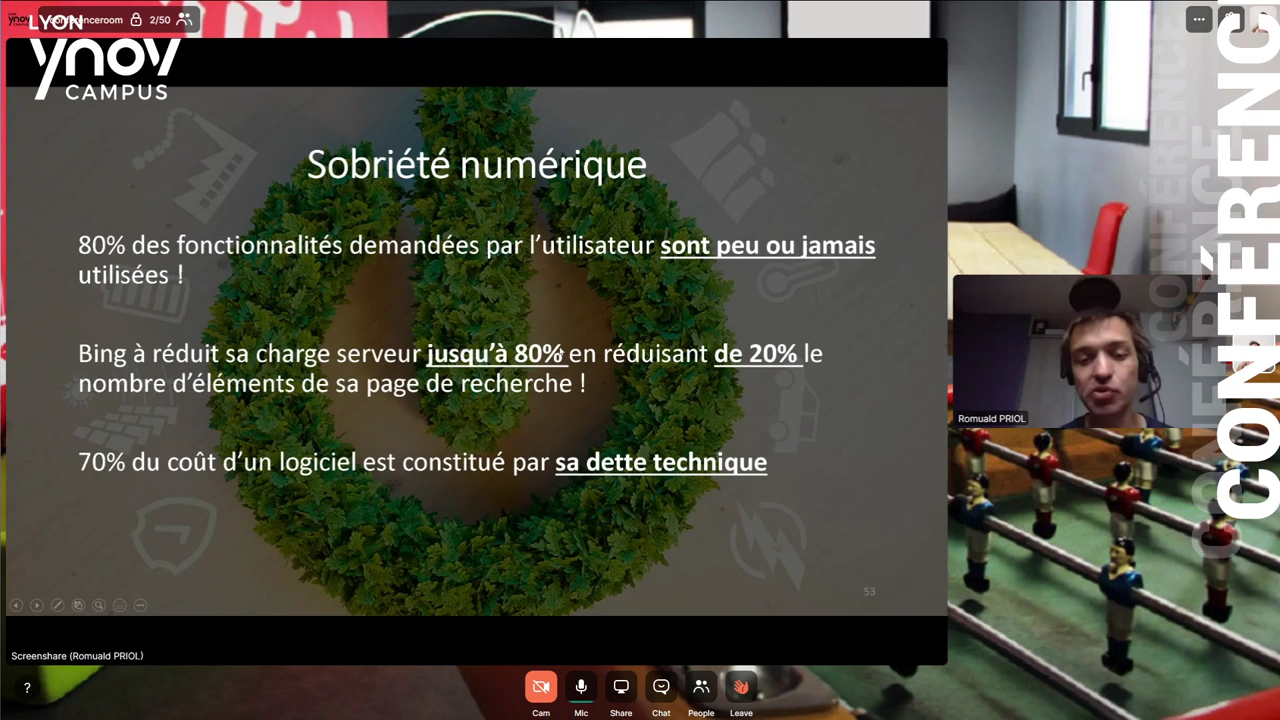 LYON
conferenceroom
2/50
ynov
CAMPUS
Sobriété numérique
80% des fonctionnalités demandées par l’utilisateur sont peu ou jamais
utilisées !
Bing à réduit sa charge serveur jusqu’à 80% en réduisant de 20% le
nombre d’éléments de sa page de recherche !
70% du coût d’un logiciel est constitué par sa dette technique
53
Screenshare (Romuald PRIOL)
Romuald PRIOL
CONFÉRENC
CONFÉRENCE
?
Cam
Mic
Share
Chat
People
Leave